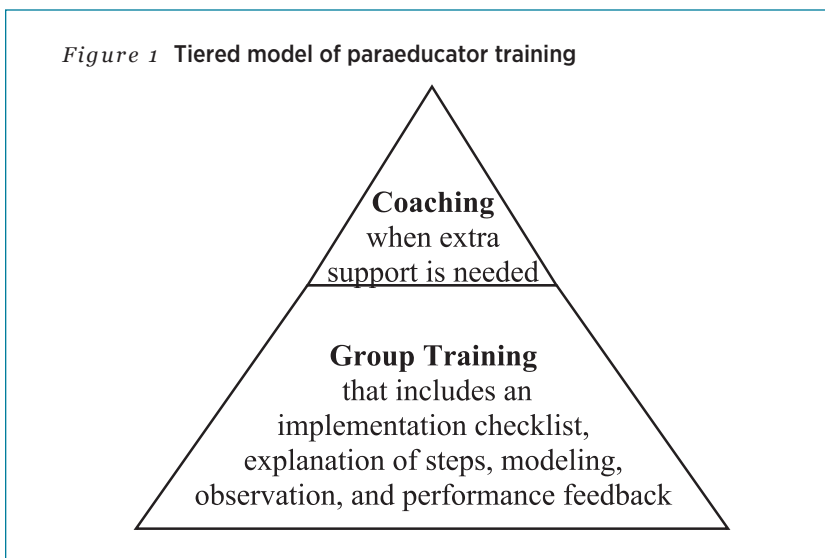 Figure 1 Tiered model of paraeducator training
Coaching
when extra
support is needed
Group Training
that includes an
implementation checklist,
explanation of steps, modeling,
observation, and performance feedback